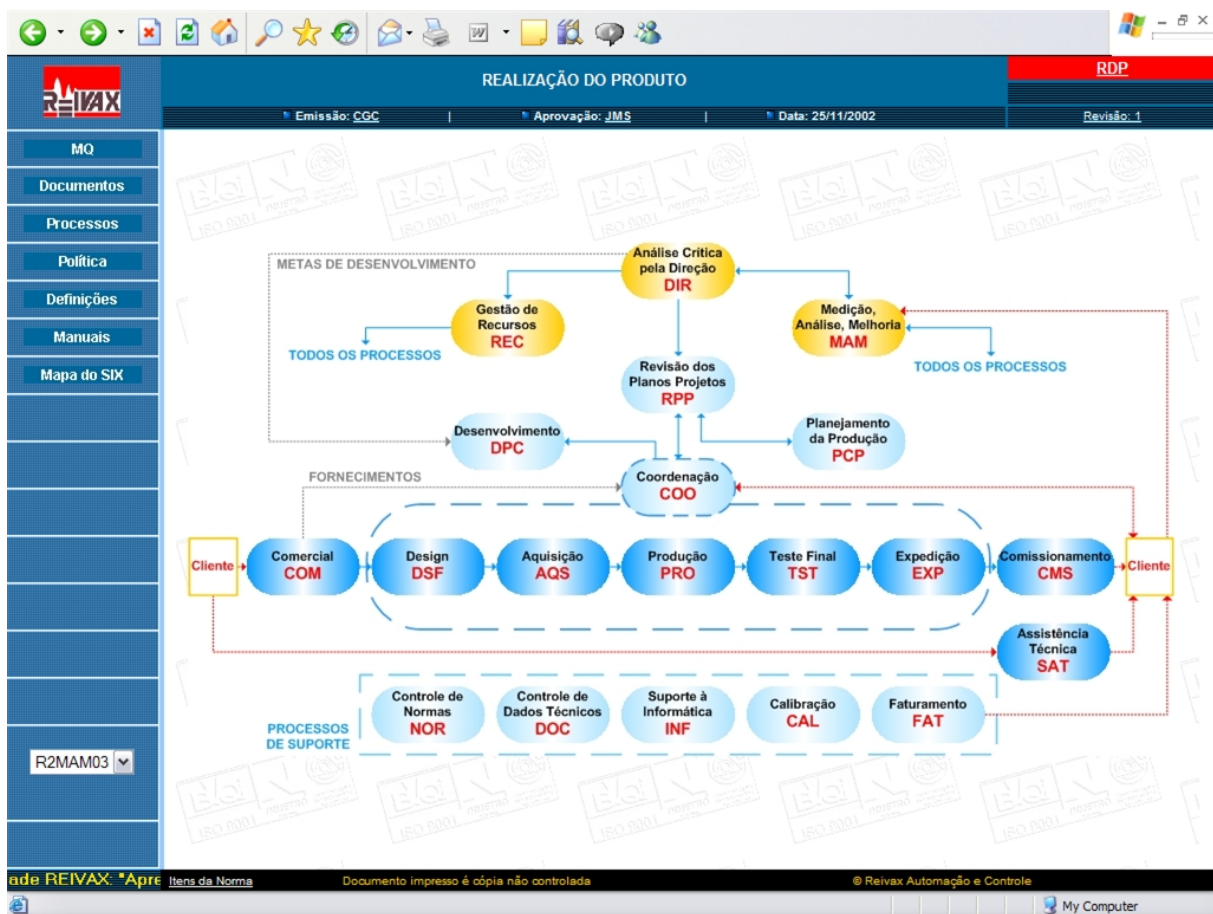 REIVAX
REALIZAÇÃO DO PRODUTO
RDP
Emissão: CGC | Aprovação: JMS | Data: 25/11/2002
Revisão: 1
MQ
Documentos
Processos
Política
Definições
Manuais
Mapa do SIX
R2MAM03
METAS DE DESENVOLVIMENTO
Análise Crítica
pela Direção
DIR
Gestão de
Recursos
REC
Medição,
Análise, Melhoria
MAM
TODOS OS PROCESSOS
TODOS OS PROCESSOS
Revisão dos
Planos Projetos
RPP
Desenvolvimento
DPC
Planejamento
da Produção
PCP
FORNECIMENTOS
Coordenação
COO
Cliente
Comercial
COM
Design
DSF
Aquisição
AQS
Produção
PRO
Teste Final
TST
Expedição
EXP
Comissionamento
CMS
Cliente
Assistência
Técnica
SAT
PROCESSOS
DE SUPORTE
Controle de
Normas
NOR
Controle de
Dados Técnicos
DOC
Suporte à
Informática
INF
Calibração
CAL
Faturamento
FAT
ade REIVAX: "Apre
Itens da Norma
Documento impresso é cópia não controlada
© Reivax Automação e Controle
My Computer